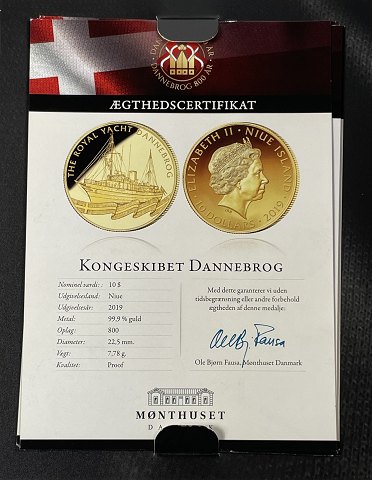 DANNEBROG 800 ÅR
ÆGTHEDSCERTIFIKAT
THE ROYAL YACHT DANNEBROG
ELIZABETH II · NIUE ISLAND
10 DOLLARS · 2019
KONGESKIBET DANNEBROG
Nominel værdi: : 10 $
Udgivelsesland: Niue
Udgivelsesår: 2019
Metal: 99,9 % guld
Oplag: 800
Diameter: 22,5 mm.
Vægt: 7,78 g.
Kvalitet: Proof
Med dette garanterer vi uden
tidsbegrænsning eller andre forbehold
ægtheden af denne medalje:
Ole Bjørn Fausa, Mønthuset Danmark
MØNTHUSET